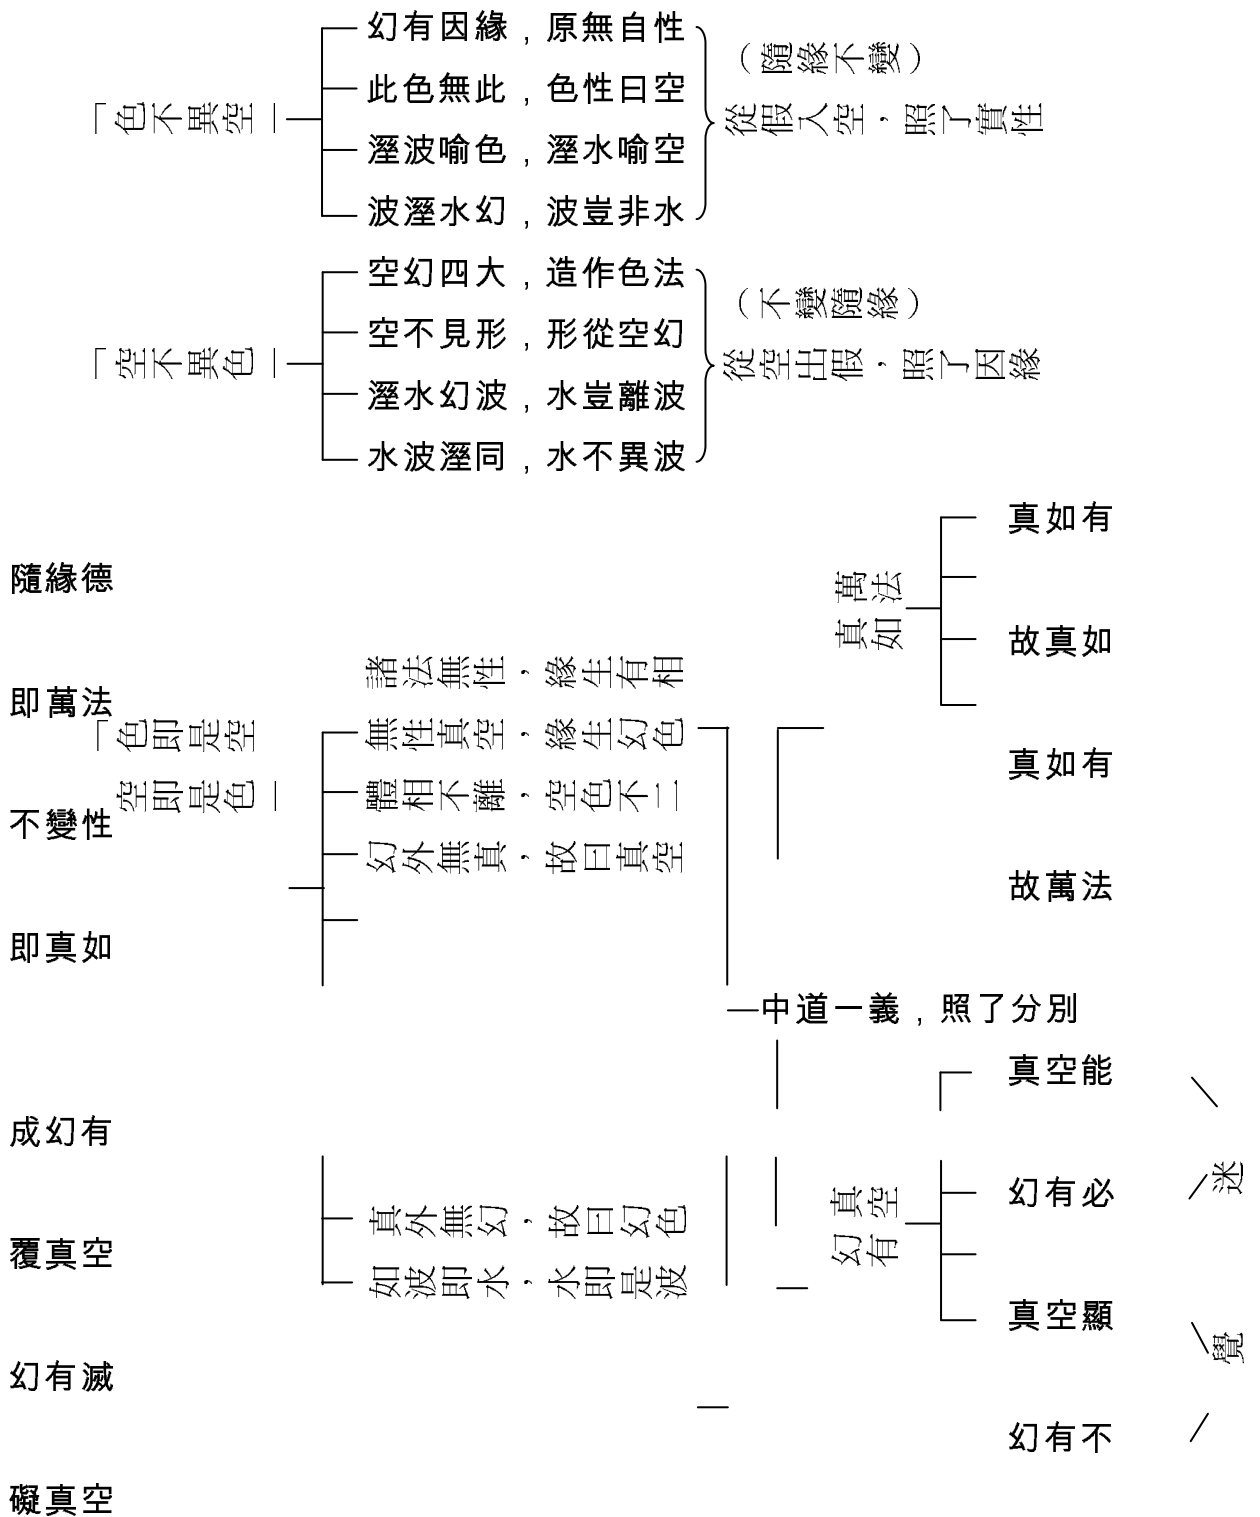 幻有因緣，原無自性
（隨緣不變）
此色無此，色性曰空
「色不異空」
從假入空，照了實性
溼波喻色，溼水喻空
波溼水幻，波豈非水
空幻四大，造作色法
（不變隨緣）
空不見形，形從空幻
「空不異色」
從空出假，照了因緣
溼水幻波，水豈離波
水波溼同，水不異波
真如有
隨緣德
萬法
真如
故真如
諸法無性，緣生有相
即萬法
「色即是空
無性真空，緣生幻色
真如有
空即是色」
體相不離，空色不二
不變性
幻外無真，故曰真空
故萬法
即真如
中道一義，照了分別
真空能
成幻有
迷
幻有必
真空
幻有
真外無幻，故曰幻色
覆真空
如波即水，水即是波
真空顯
覺
幻有滅
幻有不
礙真空